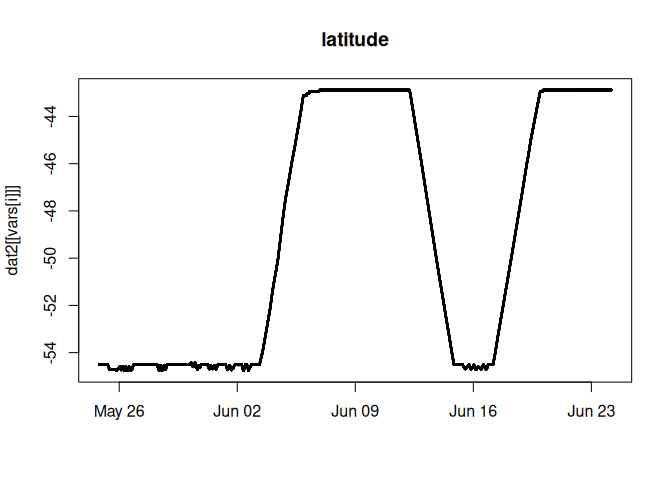 latitude
dat2[[vars[i]]]
-44
-46
-48
-50
-52
-54
May 26
Jun 02
Jun 09
Jun 16
Jun 23